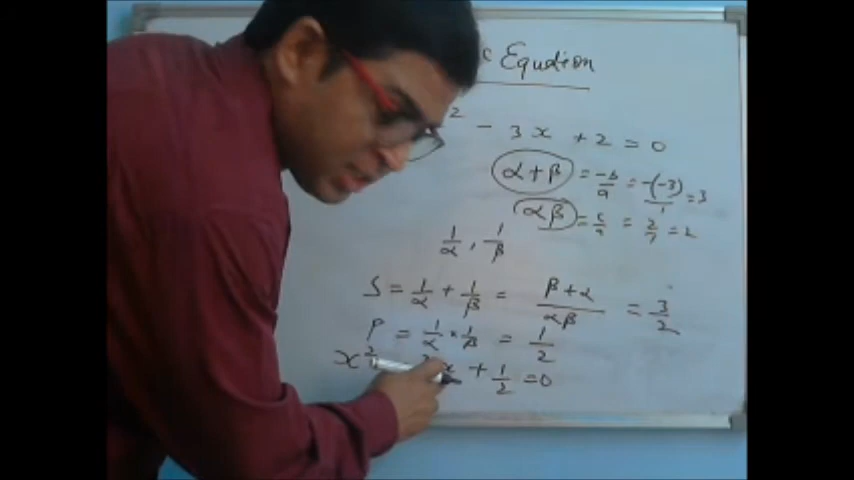 c Equation
2 - 3x + 2 = 0
α+β = -b/a = -(-3)/1 = 3
αβ = c/a = 2/1 = 2
1/α , 1/β
S = 1/α + 1/β = β+α/αβ = 3/2
P = 1/α × 1/β = 1/2
x² x + 1/2 = 0